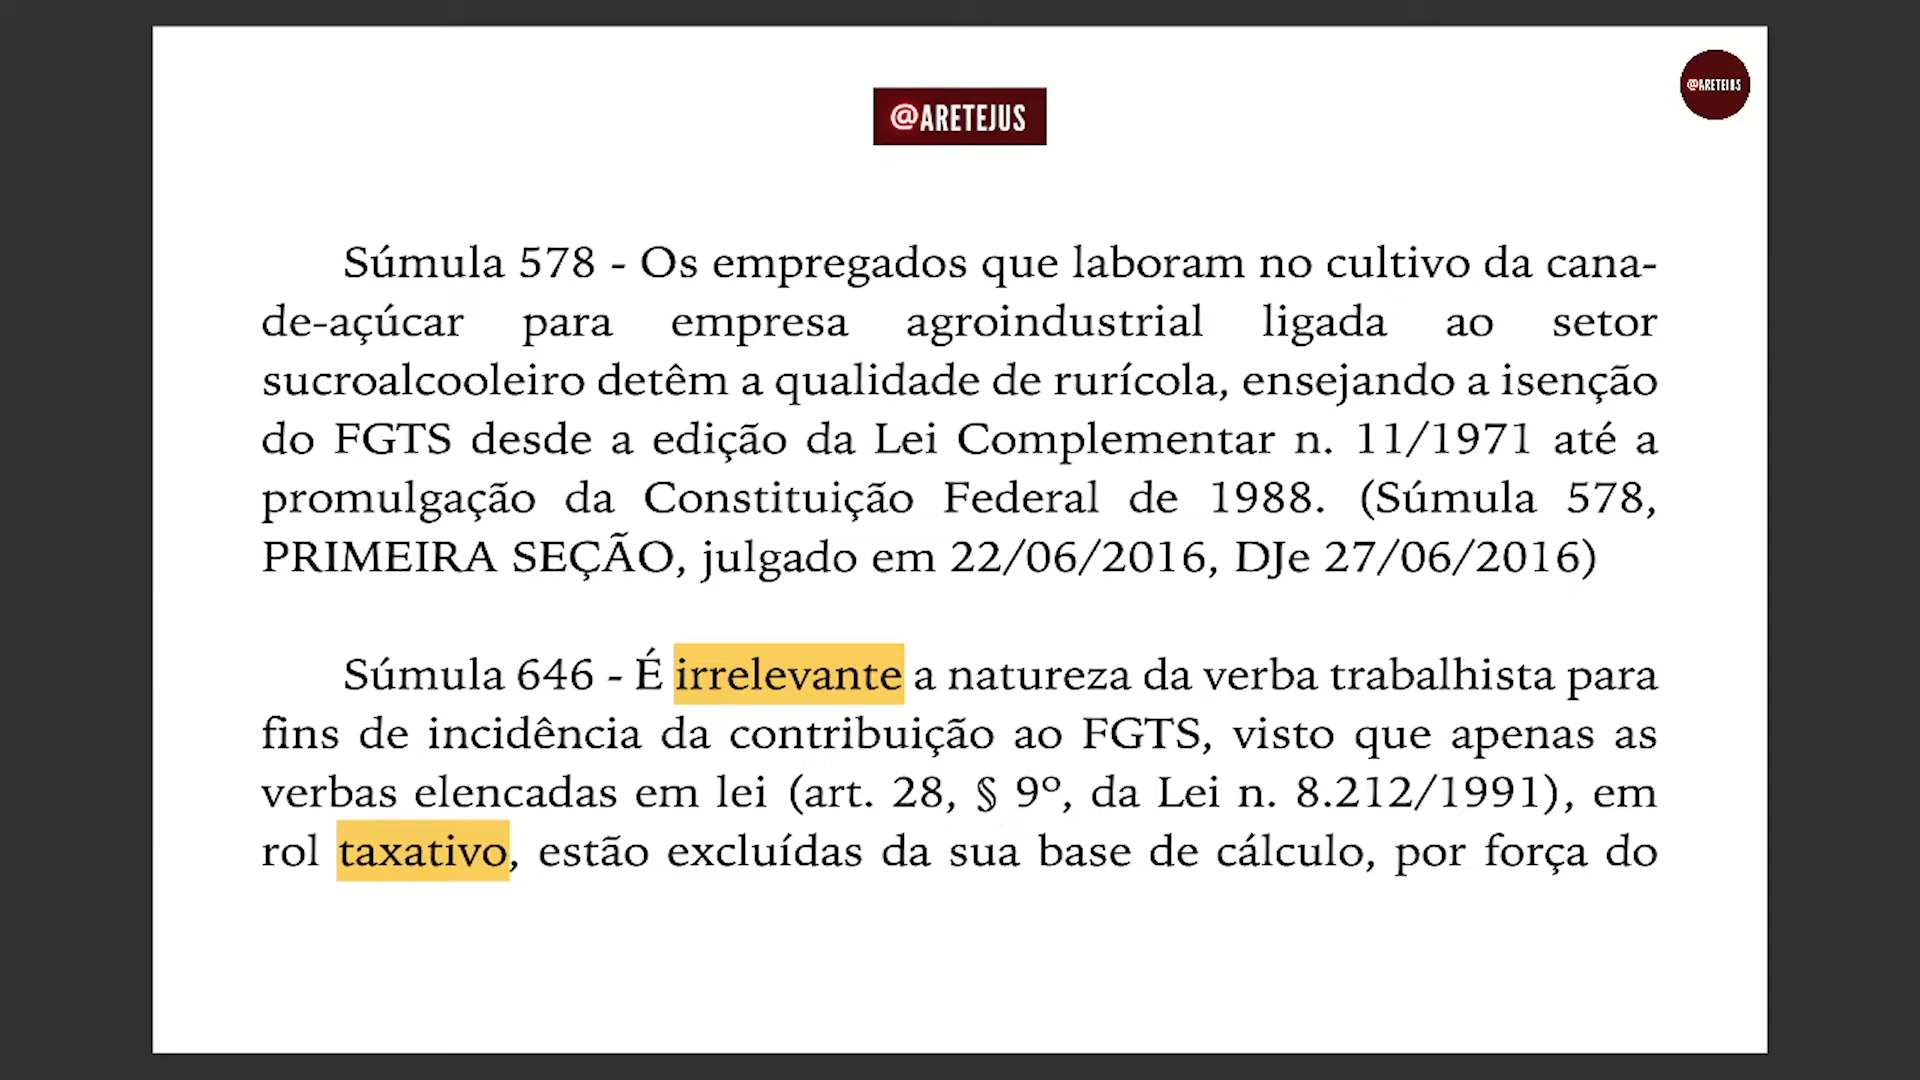 @ARETEJUS
@ARETEJUS
Súmula 578 - Os empregados que laboram no cultivo da cana-
de-açúcar para empresa agroindustrial ligada ao setor
sucroalcooleiro detêm a qualidade de rurícola, ensejando a isenção
do FGTS desde a edição da Lei Complementar n. 11/1971 até a
promulgação da Constituição Federal de 1988. (Súmula 578,
PRIMEIRA SEÇÃO, julgado em 22/06/2016, DJe 27/06/2016)
Súmula 646 - É irrelevante a natureza da verba trabalhista para
fins de incidência da contribuição ao FGTS, visto que apenas as
verbas elencadas em lei (art. 28, § 9º, da Lei n. 8.212/1991), em
rol taxativo, estão excluídas da sua base de cálculo, por força do